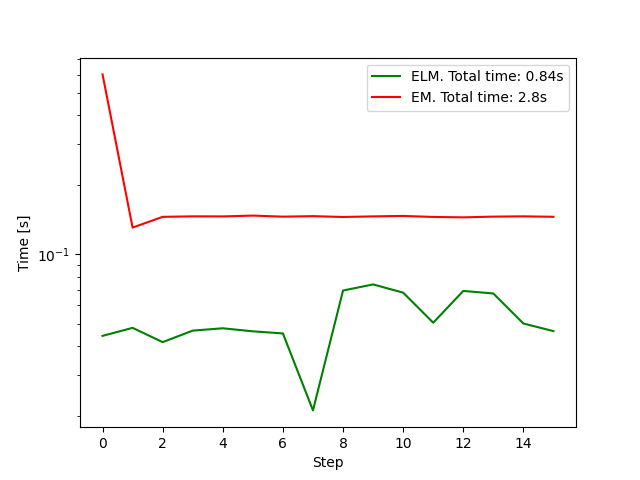 ELM. Total time: 0.84s
EM. Total time: 2.8s
Time [s]
10⁻¹
0 2 4 6 8 10 12 14
Step